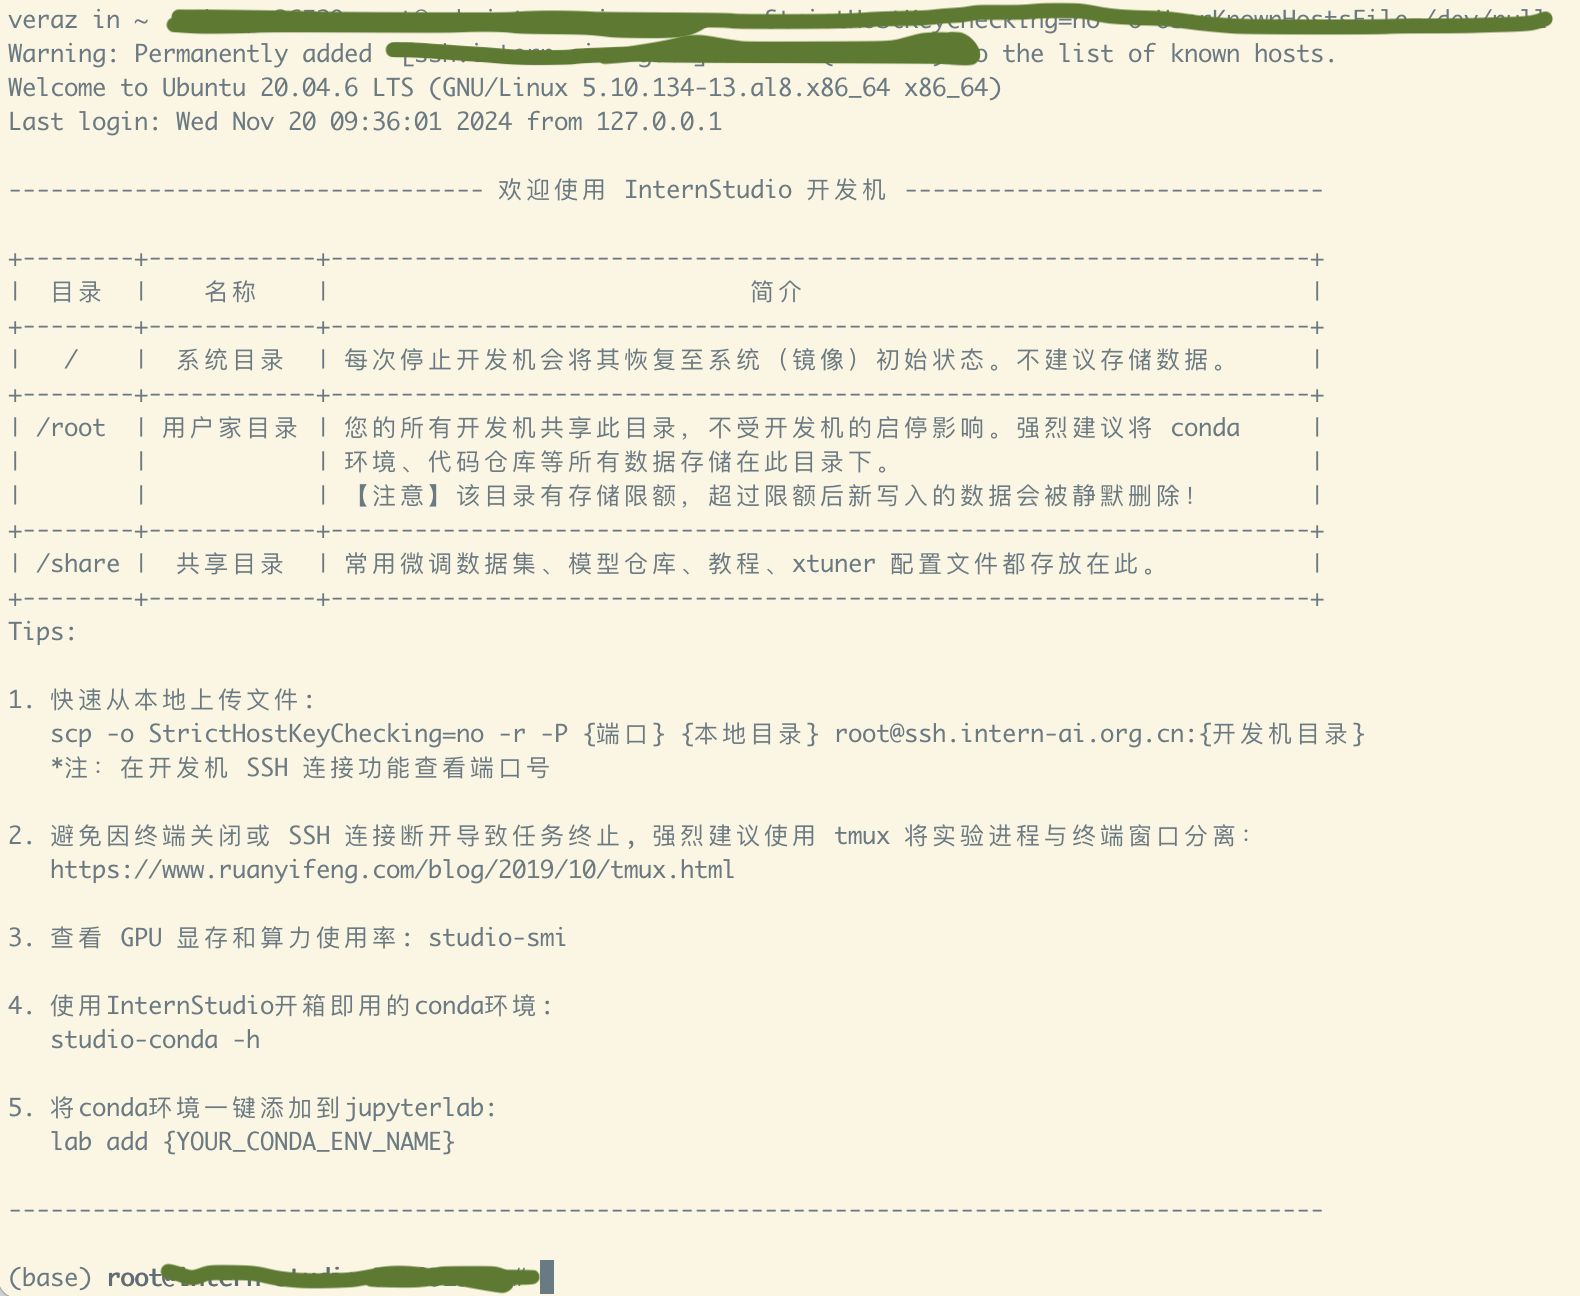 veraz in ~
Warning: Permanently added to the list of known hosts.
Welcome to Ubuntu 20.04.6 LTS (GNU/Linux 5.10.134-13.al8.x86_64 x86_64)
Last login: Wed Nov 20 09:36:01 2024 from 127.0.0.1
---------------------------------- 欢迎使用 InternStudio 开发机 ------------------------------
+--------+------------+----------------------------------------------------------------------+
| 目录 | 名称 | 简介 |
+--------+------------+----------------------------------------------------------------------+
| / | 系统目录 | 每次停止开发机会将其恢复至系统（镜像）初始状态。不建议存储数据。 |
+--------+------------+----------------------------------------------------------------------+
| /root | 用户家目录 | 您的所有开发机共享此目录，不受开发机的启停影响。强烈建议将 conda |
| | | 环境、代码仓库等所有数据存储在此目录下。 |
| | | 【注意】该目录有存储限额，超过限额后新写入的数据会被静默删除！ |
+--------+------------+----------------------------------------------------------------------+
| /share | 共享目录 | 常用微调数据集、模型仓库、教程、xtuner 配置文件都存放在此。 |
+--------+------------+----------------------------------------------------------------------+
Tips:
1. 快速从本地上传文件：
scp -o StrictHostKeyChecking=no -r -P {端口} {本地目录} root@ssh.intern-ai.org.cn:{开发机目录}
*注：在开发机 SSH 连接功能查看端口号
2. 避免因终端关闭或 SSH 连接断开导致任务终止，强烈建议使用 tmux 将实验进程与终端窗口分离：
https://www.ruanyifeng.com/blog/2019/10/tmux.html
3. 查看 GPU 显存和算力使用率：studio-smi
4. 使用InternStudio开箱即用的conda环境：
studio-conda -h
5. 将conda环境一键添加到jupyterlab:
lab add {YOUR_CONDA_ENV_NAME}
----------------------------------------------------------------------------------------------
(base) root